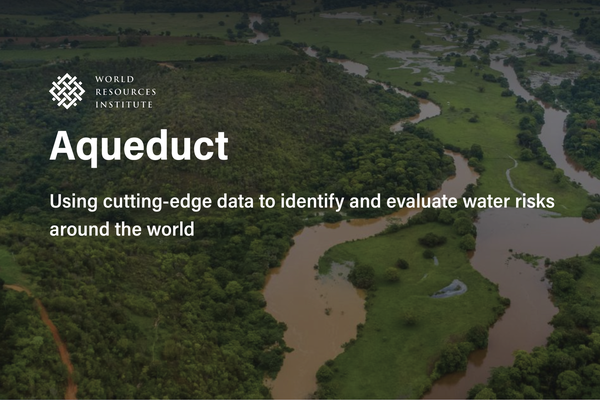 WORLD
RESOURCES
INSTITUTE
Aqueduct
Using cutting-edge data to identify and evaluate water risks
around the world